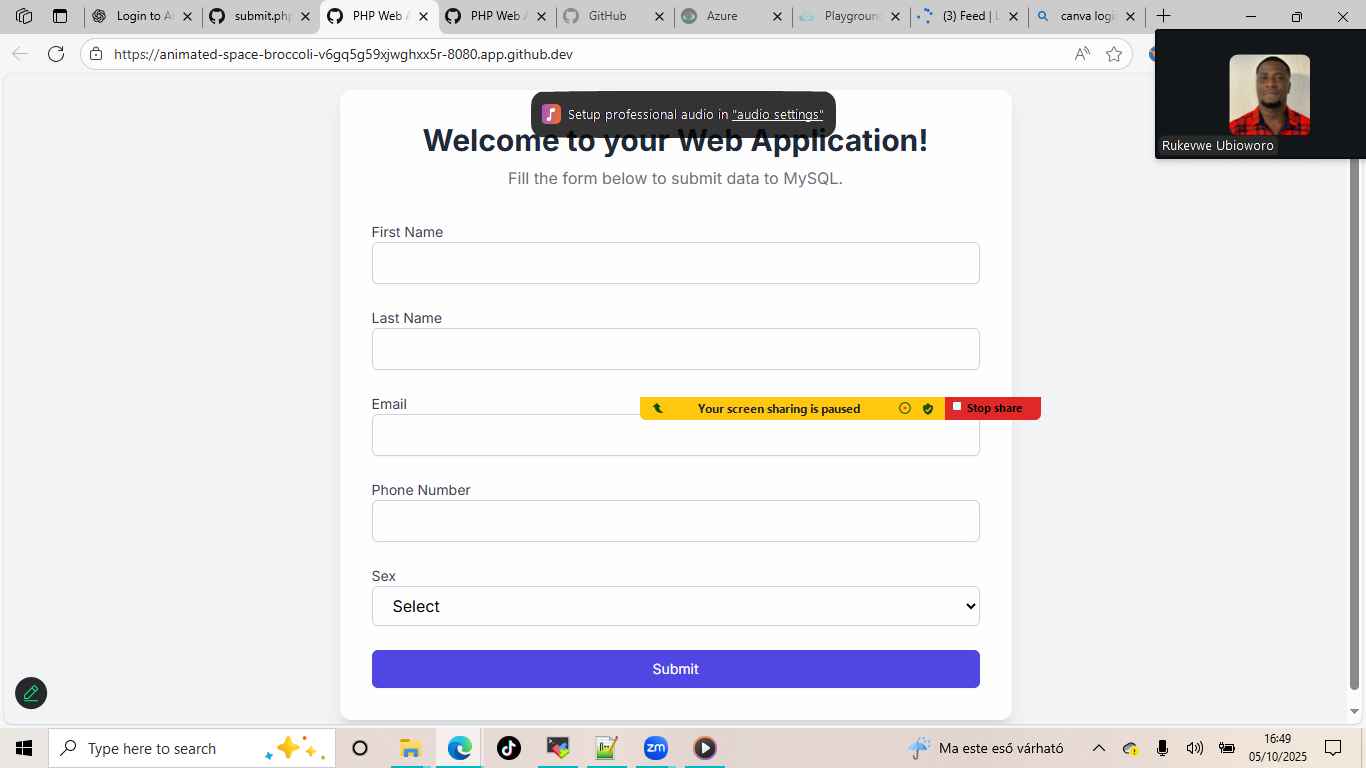 Login to A
submit.php
PHP Web A
PHP Web A
GitHub
Azure
Playground
(3) Feed | L
canva logi
https://animated-space-broccoli-v6gq5g59xjwghxx5r-8080.app.github.dev
Setup professional audio in "audio settings"
Rukevwe Ubioworo
Welcome to your Web Application!
Fill the form below to submit data to MySQL.
First Name
Last Name
Email
Your screen sharing is paused
Stop share
Phone Number
Sex
Select
Submit
Type here to search
zm
Ma este eső várható
16:49
05/10/2025